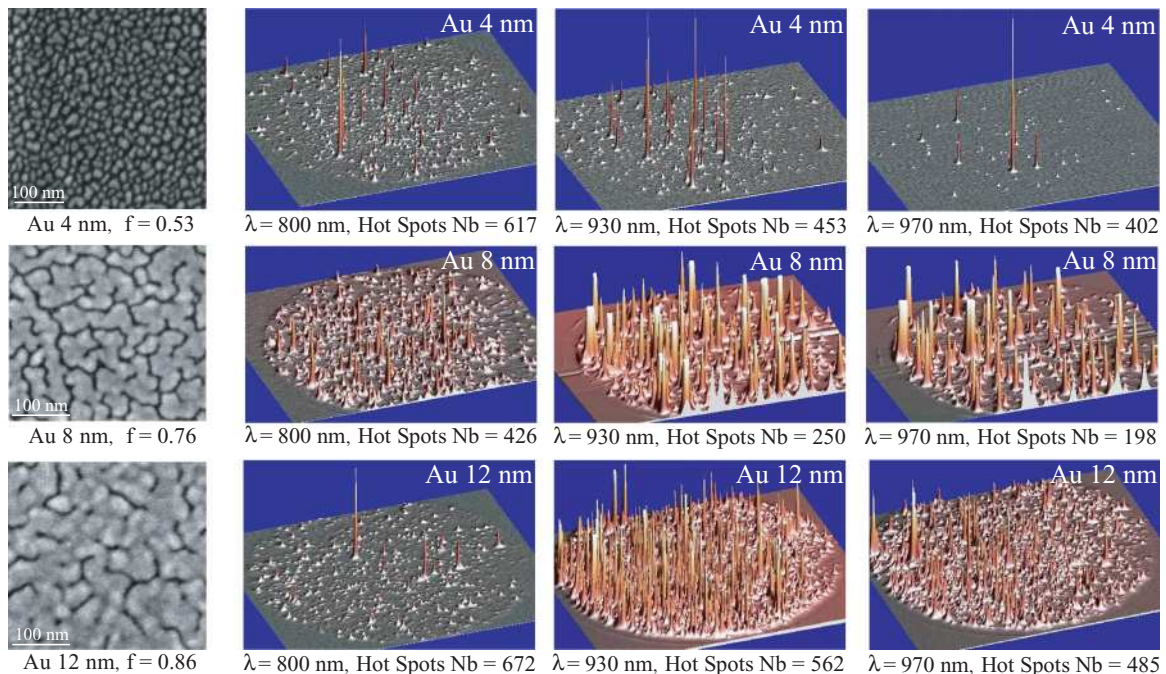 Au 4 nm
Au 4 nm
Au 4 nm
100 nm
Au 4 nm, f = 0.53
λ = 800 nm, Hot Spots Nb = 617
λ = 930 nm, Hot Spots Nb = 453
λ = 970 nm, Hot Spots Nb = 402
Au 8 nm
Au 8 nm
Au 8 nm
100 nm
Au 8 nm, f = 0.76
λ = 800 nm, Hot Spots Nb = 426
λ = 930 nm, Hot Spots Nb = 250
λ = 970 nm, Hot Spots Nb = 198
Au 12 nm
Au 12 nm
Au 12 nm
100 nm
Au 12 nm, f = 0.86
λ = 800 nm, Hot Spots Nb = 672
λ = 930 nm, Hot Spots Nb = 562
λ = 970 nm, Hot Spots Nb = 485